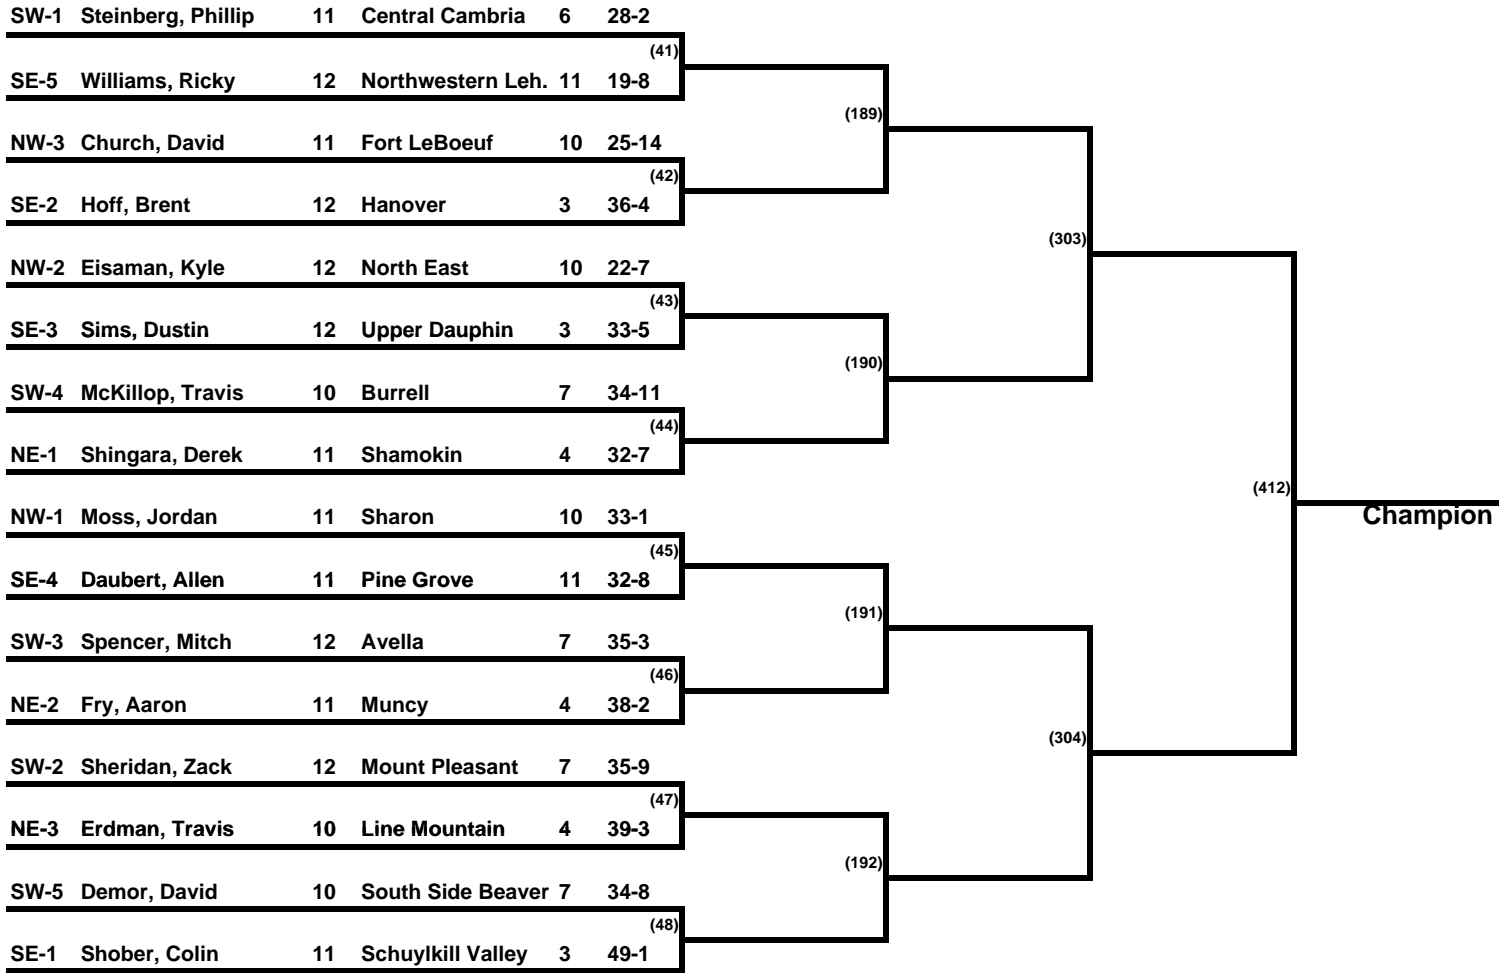 SW-1 Steinberg, Phillip 11 Central Cambria 6 28-2
(41)
SE-5 Williams, Ricky 12 Northwestern Leh. 11 19-8
(189)
NW-3 Church, David 11 Fort LeBoeuf 10 25-14
(42)
SE-2 Hoff, Brent 12 Hanover 3 36-4
(303)
NW-2 Eisaman, Kyle 12 North East 10 22-7
(43)
SE-3 Sims, Dustin 12 Upper Dauphin 3 33-5
(190)
SW-4 McKillop, Travis 10 Burrell 7 34-11
(44)
NE-1 Shingara, Derek 11 Shamokin 4 32-7
(412)
NW-1 Moss, Jordan 11 Sharon 10 33-1
Champion
(45)
SE-4 Daubert, Allen 11 Pine Grove 11 32-8
(191)
SW-3 Spencer, Mitch 12 Avella 7 35-3
(46)
NE-2 Fry, Aaron 11 Muncy 4 38-2
(304)
SW-2 Sheridan, Zack 12 Mount Pleasant 7 35-9
(47)
NE-3 Erdman, Travis 10 Line Mountain 4 39-3
(192)
SW-5 Demor, David 10 South Side Beaver 7 34-8
(48)
SE-1 Shober, Colin 11 Schuylkill Valley 3 49-1